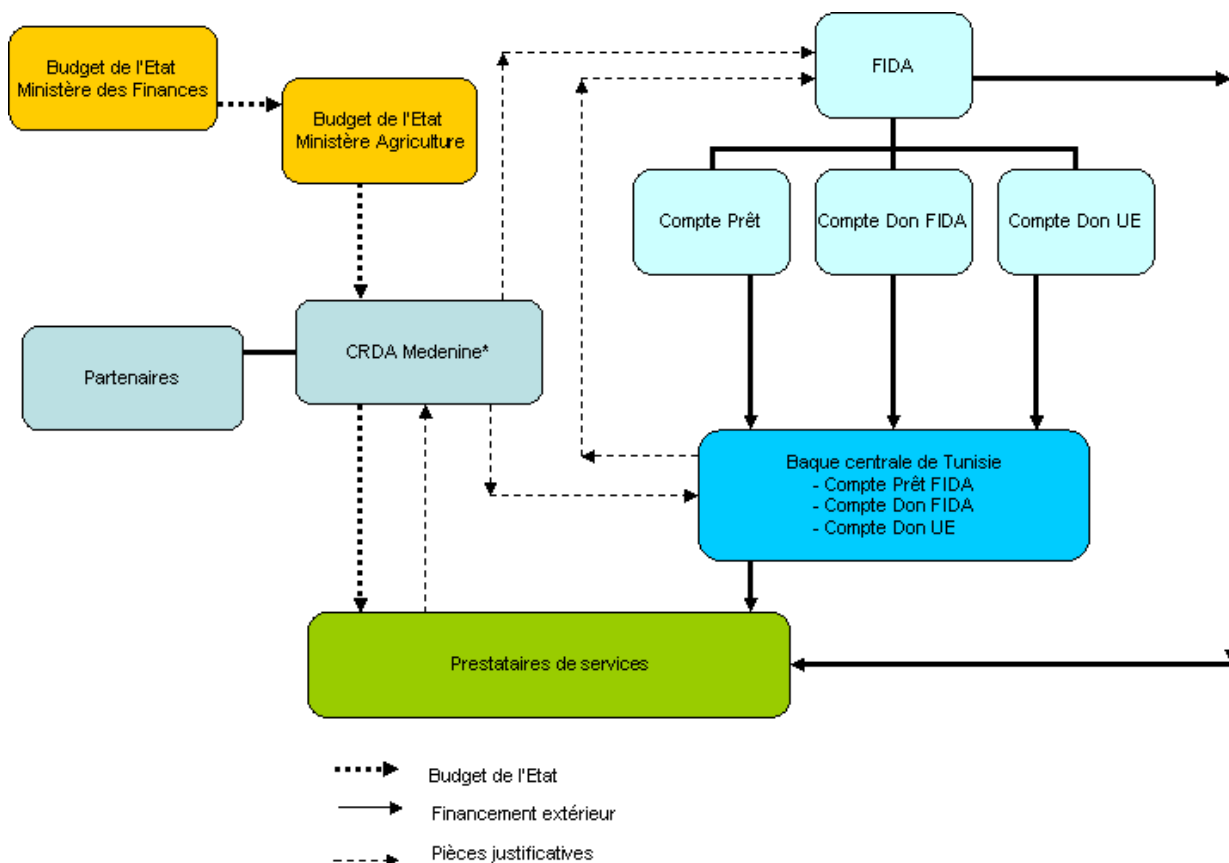 Budget de l'Etat
Ministère des Finances
Budget de l'Etat
Ministère Agriculture
FIDA
Compte Prêt
Compte Don FIDA
Compte Don UE
CRDA Medenine*
Partenaires
Baque centrale de Tunisie
- Compte Prêt FIDA
- Compte Don FIDA
- Compte Don UE
Prestataires de services
Budget de l'Etat
Financement extérieur
Pièces justificatives